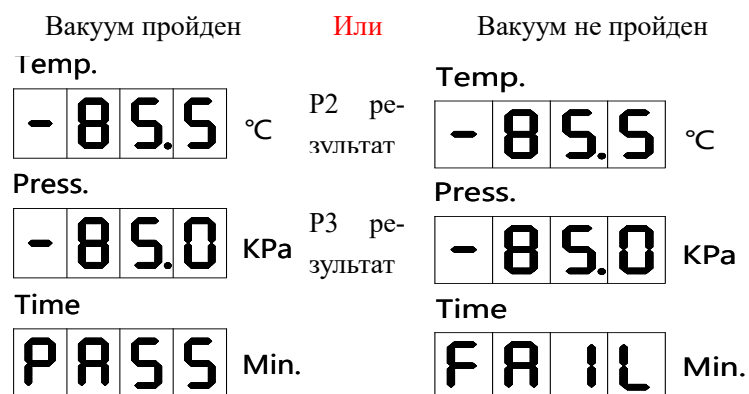 Вакуум пройден Или Вакуум не пройден
Temp. Temp.
-85.5 °C P2 ре-
зультат -85.5 °C
Press. Press.
-85.0 KPa P3 ре-
зультат -85.0 KPa
Time Time
PASS Min. FAIL Min.